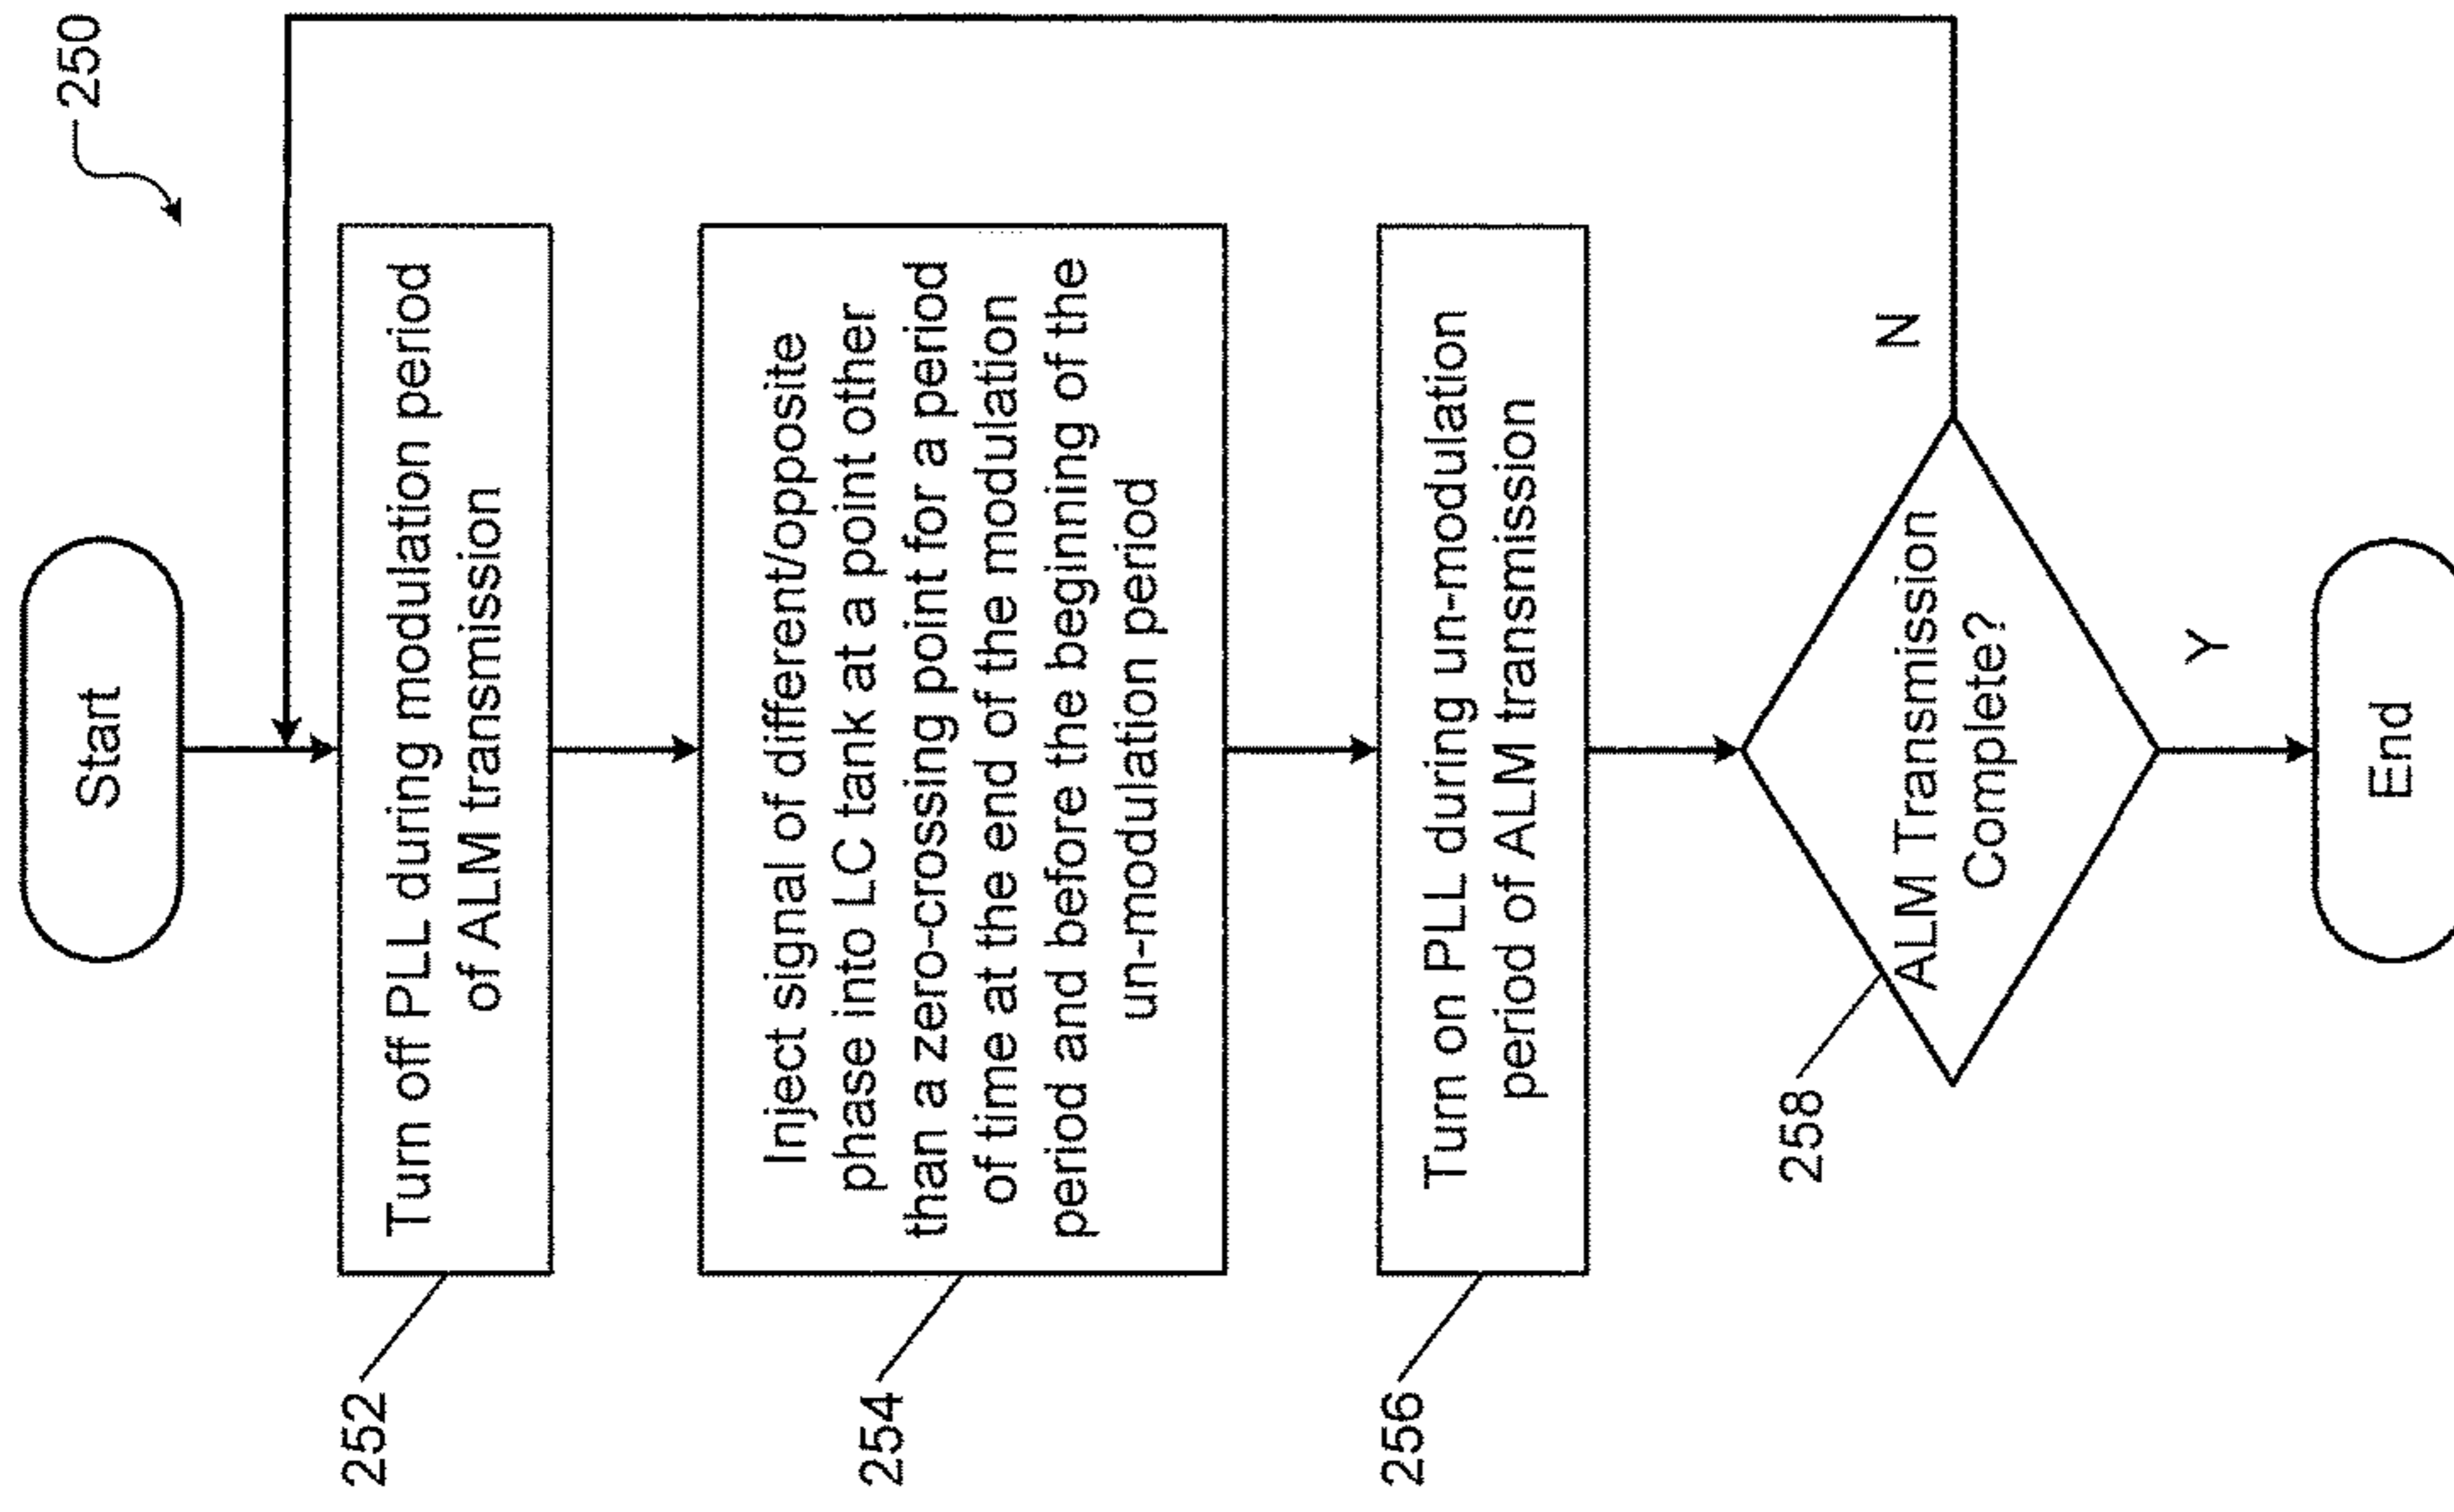 250
Start
252
Turn off PLL during modulation period
of ALM transmission
254
Inject signal of different/opposite
phase into LC tank at a point other
than a zero-crossing point for a period
of time at the end of the modulation
period and before the beginning of the
un-modulation period
256
Turn on PLL during un-modulation
period of ALM transmission
258
ALM Transmission
Complete?
N
Y
End